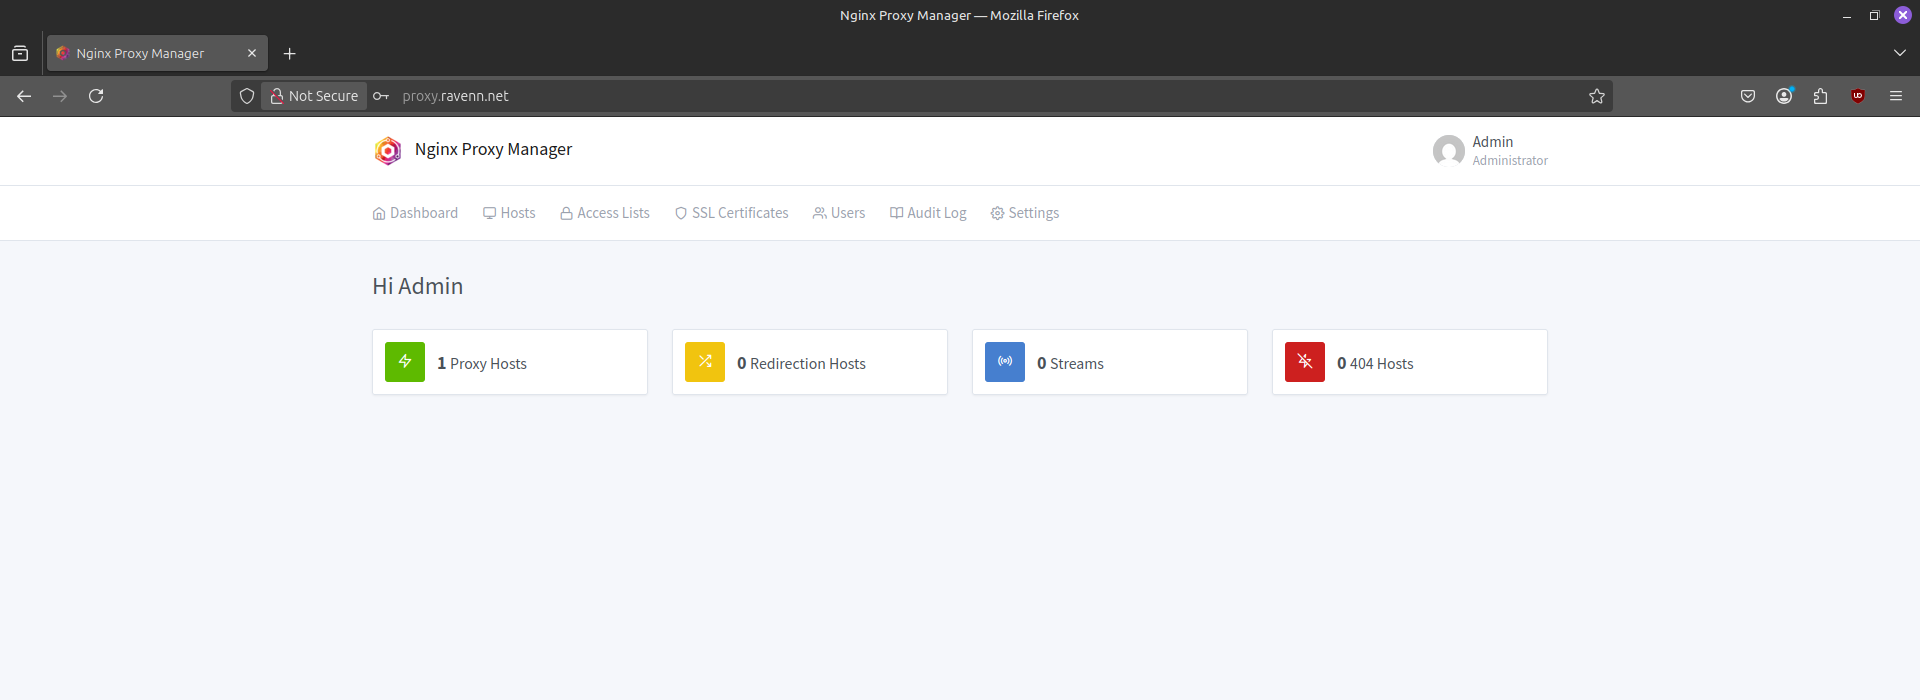 Nginx Proxy Manager — Mozilla Firefox
Nginx Proxy Manager
Not Secure proxy.ravenn.net
Nginx Proxy Manager
Admin
Administrator
Dashboard Hosts Access Lists SSL Certificates Users Audit Log Settings
Hi Admin
1 Proxy Hosts
0 Redirection Hosts
0 Streams
0 404 Hosts